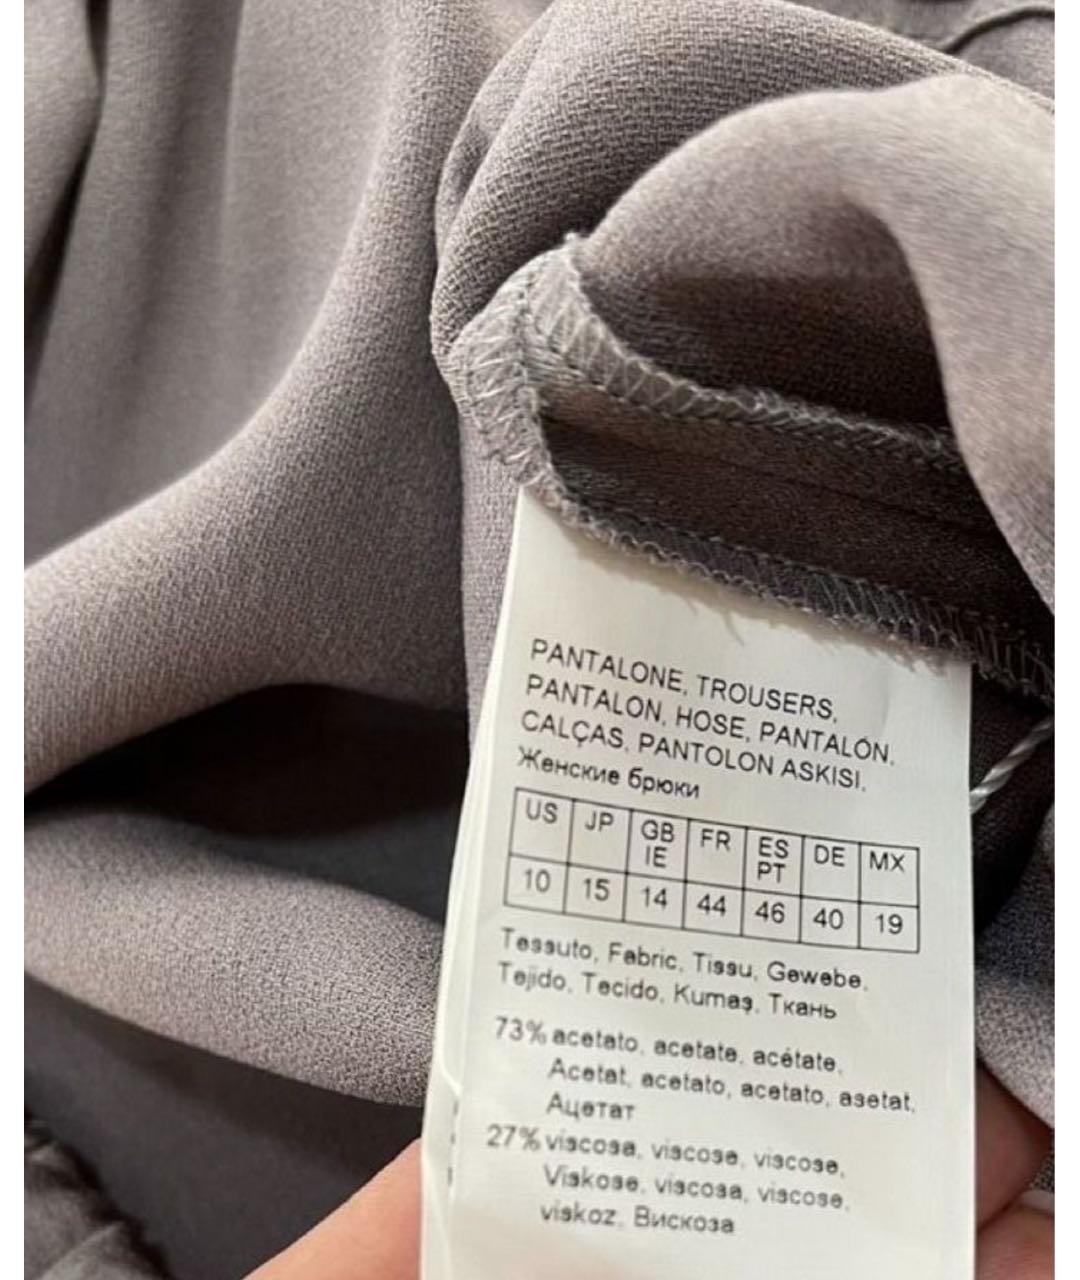 PANTALONE, TROUSERS,
PANTALON, HOSE, PANTALÓN,
CALÇAS, PANTOLON ASKISI,
Женские брюки
US JP GB IE FR ES PT DE MX
10 15 14 44 46 40 19
Tessuto, Fabric, Tissu, Gewebe,
Tejido, Tecido, Kumaş, Ткань
73% acetato, acetate, acétate,
Acetat, acetato, acetato, asetat,
Ацетат
27% viscosa, viscose, viscose,
Viskose, viscosa, viscose,
viskoz, Вискоза